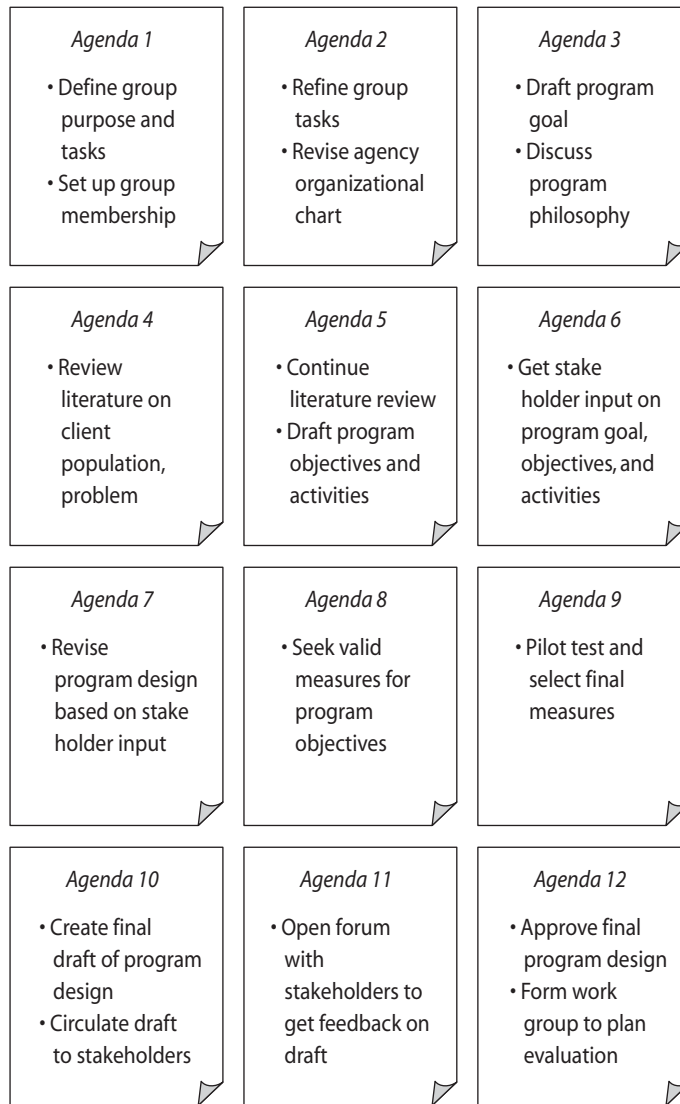 Agenda 1
• Define group
purpose and
tasks
• Set up group
membership
Agenda 2
• Refine group
tasks
• Revise agency
organizational
chart
Agenda 3
• Draft program
goal
• Discuss
program
philosophy
Agenda 4
• Review
literature on
client
population,
problem
Agenda 5
• Continue
literature review
• Draft program
objectives and
activities
Agenda 6
• Get stake
holder input on
program goal,
objectives, and
activities
Agenda 7
• Revise
program design
based on stake
holder input
Agenda 8
• Seek valid
measures for
program
objectives
Agenda 9
• Pilot test and
select final
measures
Agenda 10
• Create final
draft of program
design
• Circulate draft
to stakeholders
Agenda 11
• Open forum
with
stakeholders to
get feedback on
draft
Agenda 12
• Approve final
program design
• Form work
group to plan
evaluation